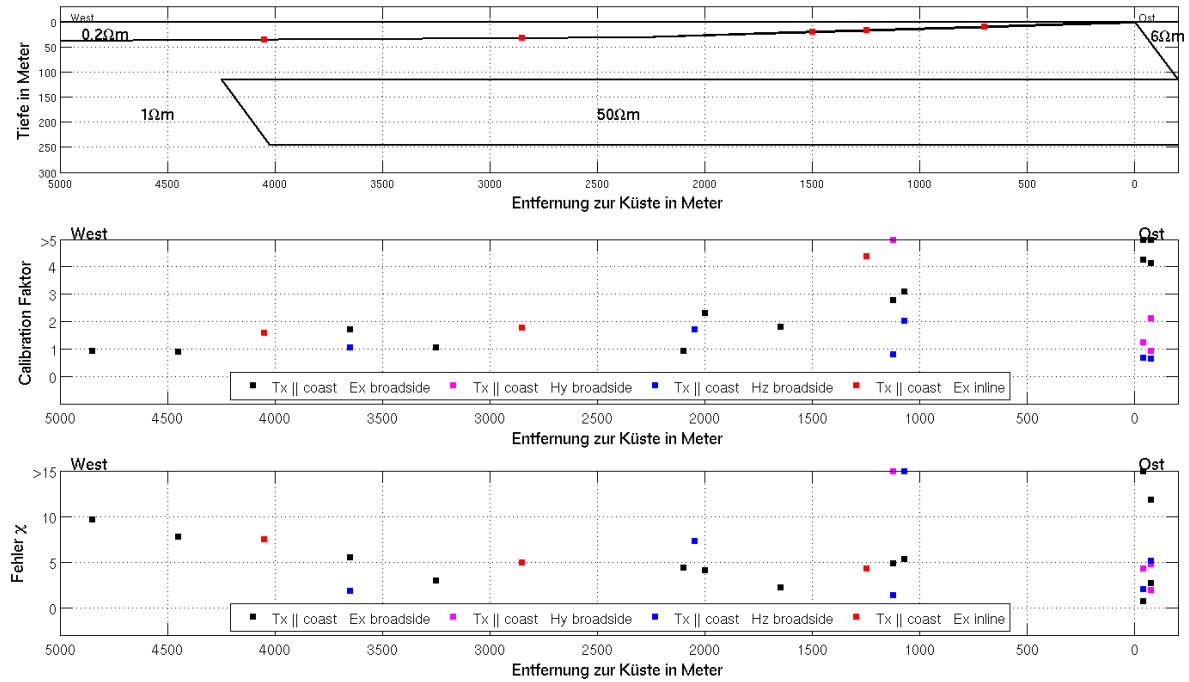 West
Ost
0
50
100
150
200
250
300
Tiefe in Meter
0.2Ωm
6Ωm
1Ωm
50Ωm
5000 4500 4000 3500 3000 2500 2000 1500 1000 500 0
Entfernung zur Küste in Meter
West
Ost
>5
4
3
2
1
0
Calibration Faktor
Tx || coast Ex broadside Tx || coast Hy broadside Tx || coast Hz broadside Tx || coast Ex inline
5000 4500 4000 3500 3000 2500 2000 1500 1000 500 0
Entfernung zur Küste in Meter
West
Ost
>15
10
5
0
Fehler χ
Tx || coast Ex broadside Tx || coast Hy broadside Tx || coast Hz broadside Tx || coast Ex inline
5000 4500 4000 3500 3000 2500 2000 1500 1000 500 0
Entfernung zur Küste in Meter